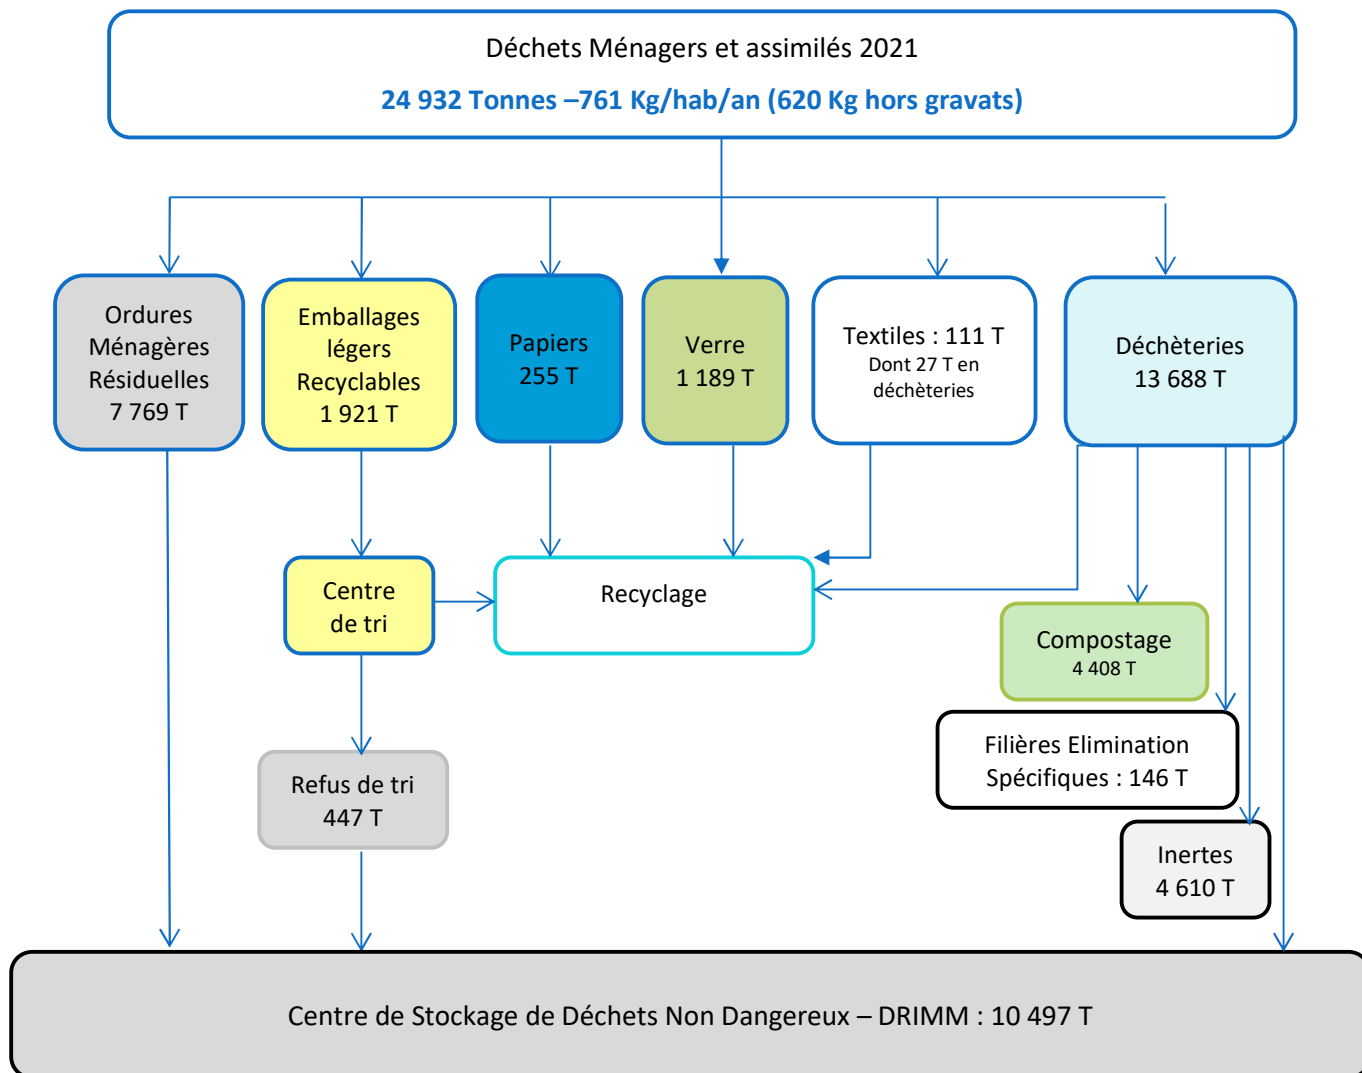 Déchets Ménagers et assimilés 2021
24 932 Tonnes –761 Kg/hab/an (620 Kg hors gravats)
Ordures
Ménagères
Résiduelles
7 769 T
Emballages
légers
Recyclables
1 921 T
Papiers
255 T
Verre
1 189 T
Textiles : 111 T
Dont 27 T en
déchèteries
Déchèteries
13 688 T
Centre
de tri
Recyclage
Compostage
4 408 T
Filières Elimination
Spécifiques : 146 T
Refus de tri
447 T
Inertes
4 610 T
Centre de Stockage de Déchets Non Dangereux – DRIMM : 10 497 T